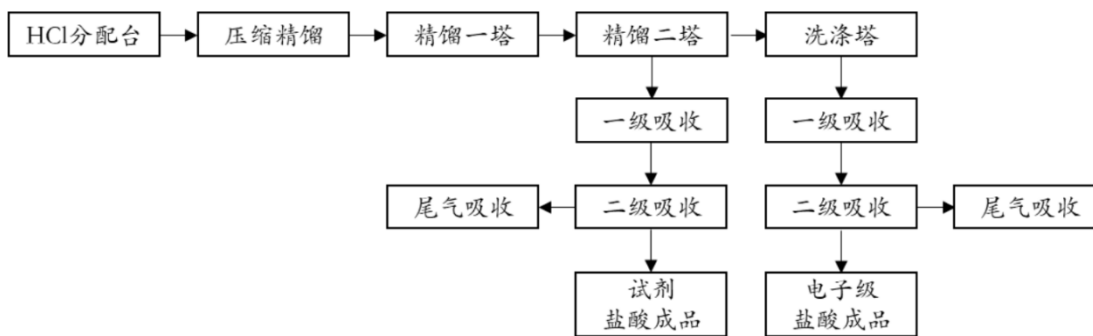 HCl分配台
压缩精馏
精馏一塔
精馏二塔
洗涤塔
一级吸收
一级吸收
尾气吸收
二级吸收
二级吸收
尾气吸收
试剂
盐酸成品
电子级
盐酸成品